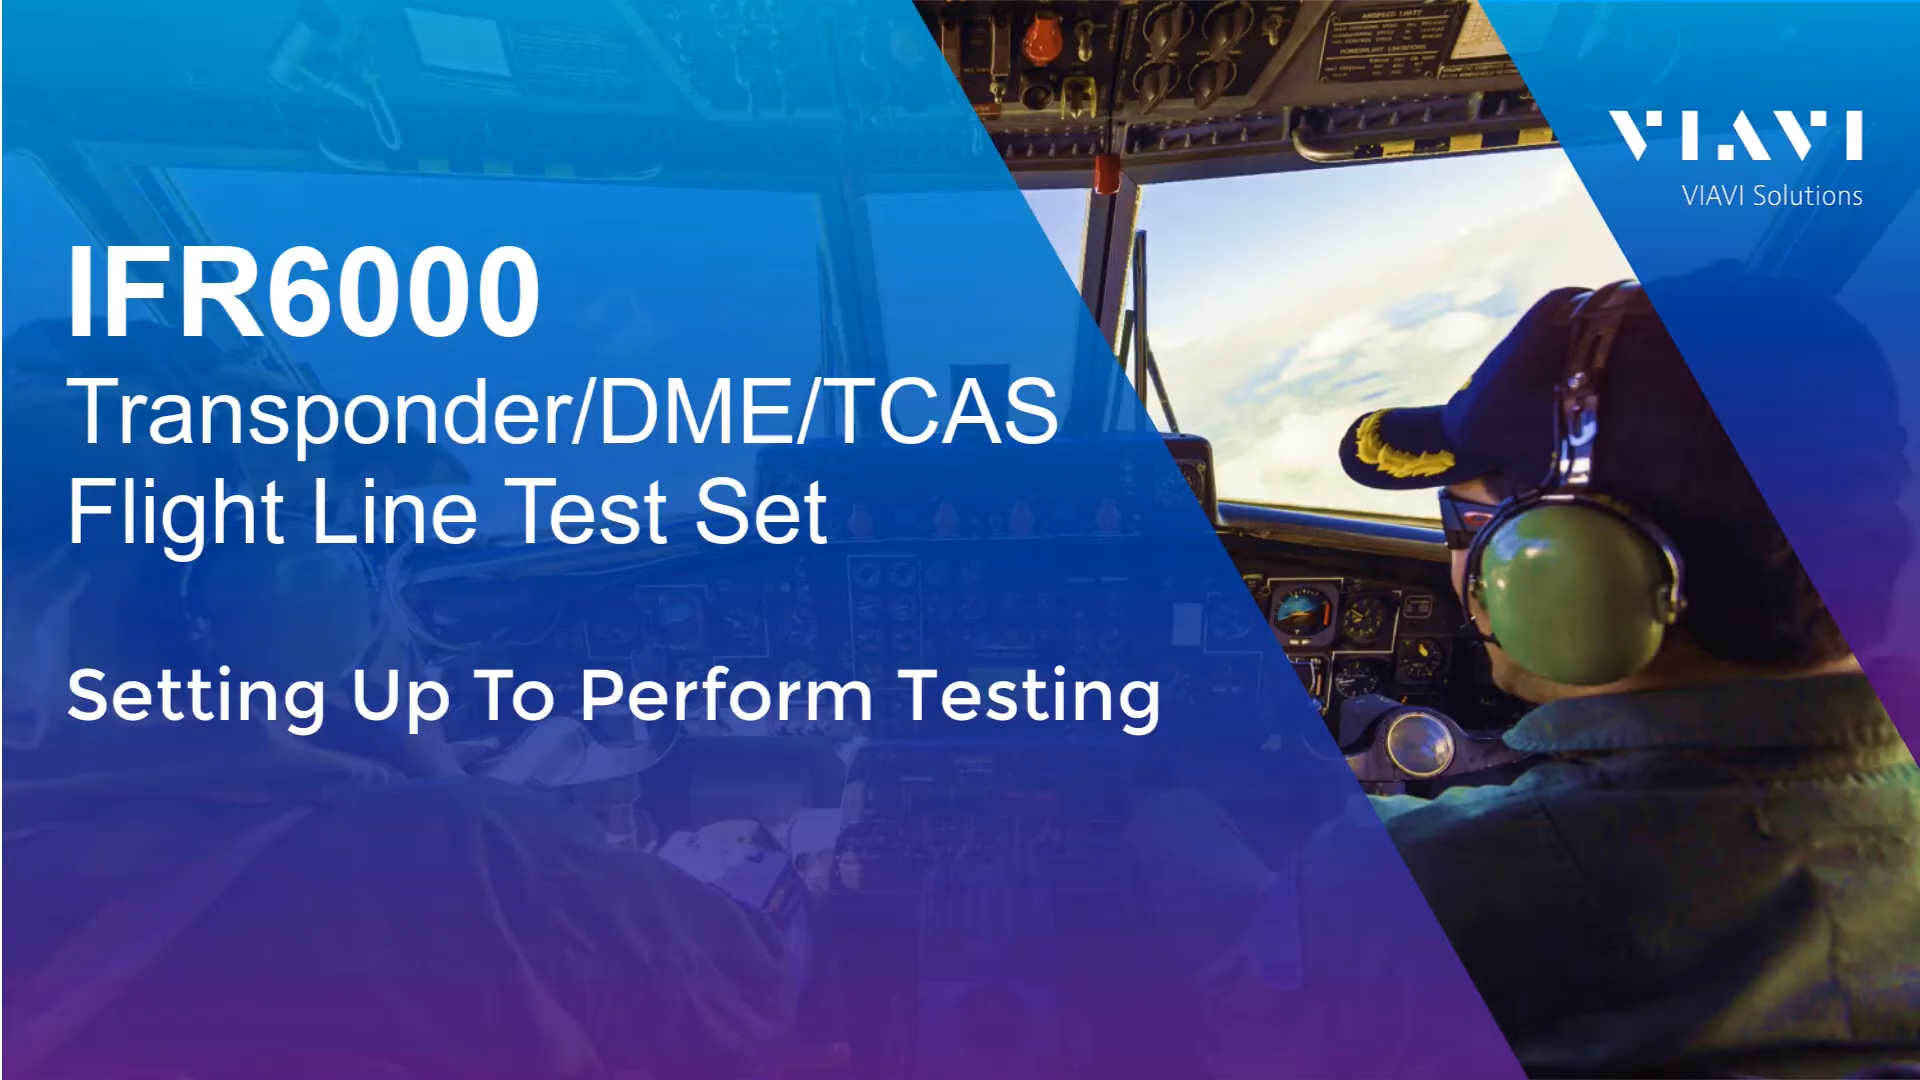 VIAVI
VIAVI Solutions
IFR6000
Transponder/DME/TCAS
Flight Line Test Set
Setting Up To Perform Testing